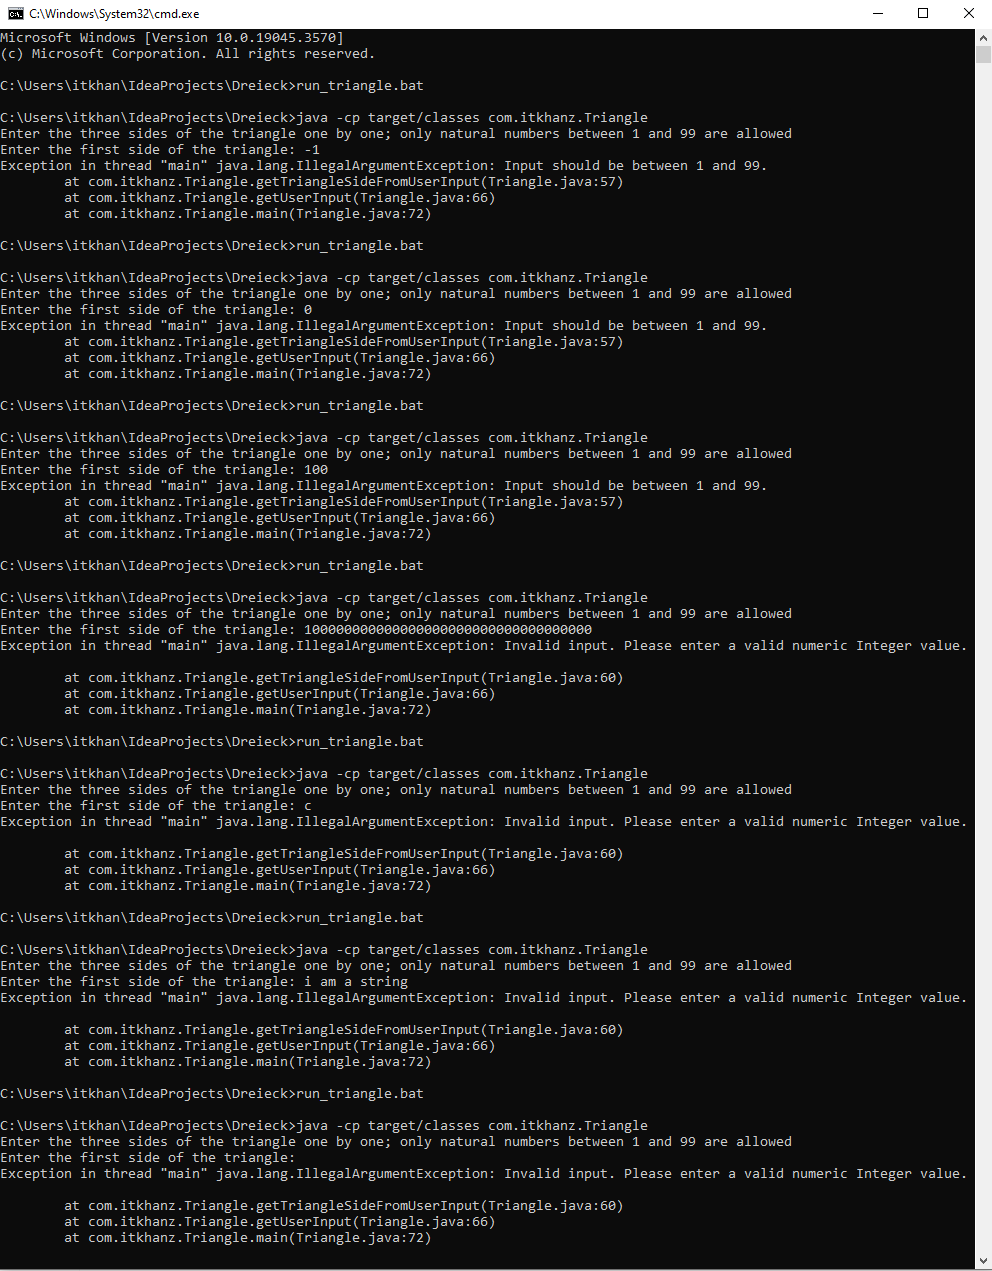 C:\Windows\System32\cmd.exe
Microsoft Windows [Version 10.0.19045.3570]
(c) Microsoft Corporation. All rights reserved.
C:\Users\itkhan\IdeaProjects\Dreieck>run_triangle.bat
C:\Users\itkhan\IdeaProjects\Dreieck>java -cp target/classes com.itkhanz.Triangle
Enter the three sides of the triangle one by one; only natural numbers between 1 and 99 are allowed
Enter the first side of the triangle: -1
Exception in thread "main" java.lang.IllegalArgumentException: Input should be between 1 and 99.
        at com.itkhanz.Triangle.getTriangleSideFromUserInput(Triangle.java:57)
        at com.itkhanz.Triangle.getUserInput(Triangle.java:66)
        at com.itkhanz.Triangle.main(Triangle.java:72)
C:\Users\itkhan\IdeaProjects\Dreieck>run_triangle.bat
C:\Users\itkhan\IdeaProjects\Dreieck>java -cp target/classes com.itkhanz.Triangle
Enter the three sides of the triangle one by one; only natural numbers between 1 and 99 are allowed
Enter the first side of the triangle: 0
Exception in thread "main" java.lang.IllegalArgumentException: Input should be between 1 and 99.
        at com.itkhanz.Triangle.getTriangleSideFromUserInput(Triangle.java:57)
        at com.itkhanz.Triangle.getUserInput(Triangle.java:66)
        at com.itkhanz.Triangle.main(Triangle.java:72)
C:\Users\itkhan\IdeaProjects\Dreieck>run_triangle.bat
C:\Users\itkhan\IdeaProjects\Dreieck>java -cp target/classes com.itkhanz.Triangle
Enter the three sides of the triangle one by one; only natural numbers between 1 and 99 are allowed
Enter the first side of the triangle: 100
Exception in thread "main" java.lang.IllegalArgumentException: Input should be between 1 and 99.
        at com.itkhanz.Triangle.getTriangleSideFromUserInput(Triangle.java:57)
        at com.itkhanz.Triangle.getUserInput(Triangle.java:66)
        at com.itkhanz.Triangle.main(Triangle.java:72)
C:\Users\itkhan\IdeaProjects\Dreieck>run_triangle.bat
C:\Users\itkhan\IdeaProjects\Dreieck>java -cp target/classes com.itkhanz.Triangle
Enter the three sides of the triangle one by one; only natural numbers between 1 and 99 are allowed
Enter the first side of the triangle: 100000000000000000000000000000000000
Exception in thread "main" java.lang.IllegalArgumentException: Invalid input. Please enter a valid numeric Integer value.
        at com.itkhanz.Triangle.getTriangleSideFromUserInput(Triangle.java:60)
        at com.itkhanz.Triangle.getUserInput(Triangle.java:66)
        at com.itkhanz.Triangle.main(Triangle.java:72)
C:\Users\itkhan\IdeaProjects\Dreieck>run_triangle.bat
C:\Users\itkhan\IdeaProjects\Dreieck>java -cp target/classes com.itkhanz.Triangle
Enter the three sides of the triangle one by one; only natural numbers between 1 and 99 are allowed
Enter the first side of the triangle: c
Exception in thread "main" java.lang.IllegalArgumentException: Invalid input. Please enter a valid numeric Integer value.
        at com.itkhanz.Triangle.getTriangleSideFromUserInput(Triangle.java:60)
        at com.itkhanz.Triangle.getUserInput(Triangle.java:66)
        at com.itkhanz.Triangle.main(Triangle.java:72)
C:\Users\itkhan\IdeaProjects\Dreieck>run_triangle.bat
C:\Users\itkhan\IdeaProjects\Dreieck>java -cp target/classes com.itkhanz.Triangle
Enter the three sides of the triangle one by one; only natural numbers between 1 and 99 are allowed
Enter the first side of the triangle: i am a string
Exception in thread "main" java.lang.IllegalArgumentException: Invalid input. Please enter a valid numeric Integer value.
        at com.itkhanz.Triangle.getTriangleSideFromUserInput(Triangle.java:60)
        at com.itkhanz.Triangle.getUserInput(Triangle.java:66)
        at com.itkhanz.Triangle.main(Triangle.java:72)
C:\Users\itkhan\IdeaProjects\Dreieck>run_triangle.bat
C:\Users\itkhan\IdeaProjects\Dreieck>java -cp target/classes com.itkhanz.Triangle
Enter the three sides of the triangle one by one; only natural numbers between 1 and 99 are allowed
Enter the first side of the triangle:
Exception in thread "main" java.lang.IllegalArgumentException: Invalid input. Please enter a valid numeric Integer value.
        at com.itkhanz.Triangle.getTriangleSideFromUserInput(Triangle.java:60)
        at com.itkhanz.Triangle.getUserInput(Triangle.java:66)
        at com.itkhanz.Triangle.main(Triangle.java:72)